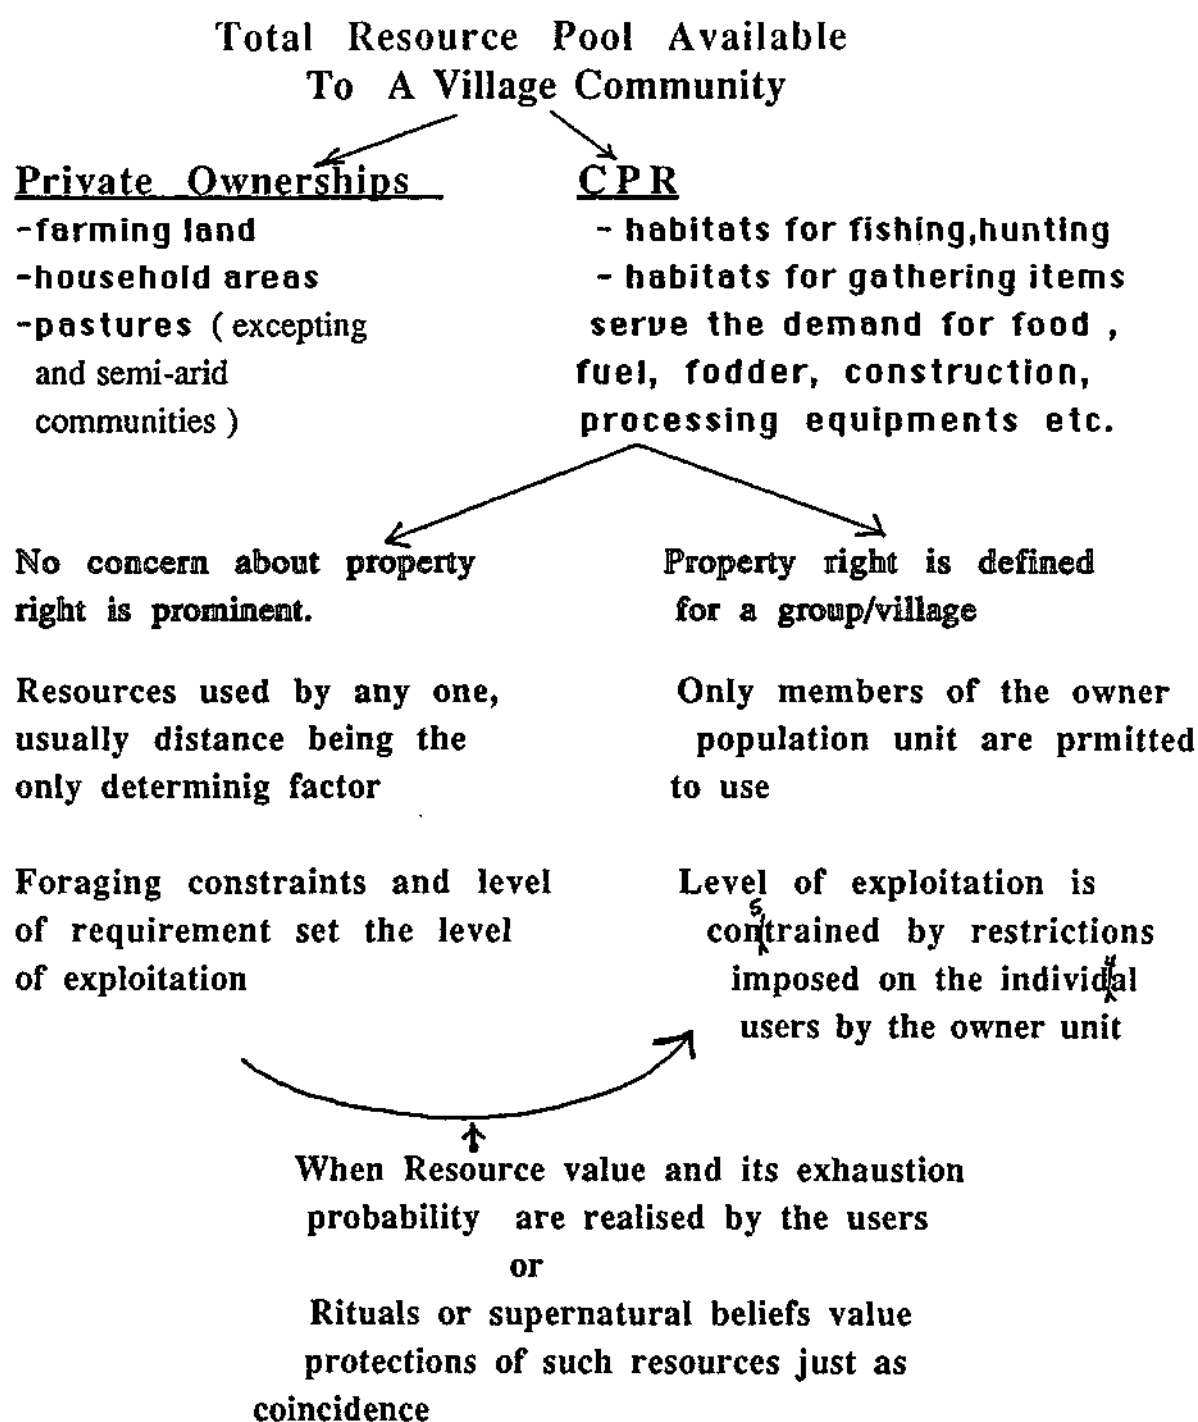 Total Resource Pool Available
To A Village Community
Private Ownerships
-farming land
-household areas
-pastures ( excepting
and semi-arid
communities )
CPR
- habitats for fishing,hunting
- habitats for gathering items
serve the demand for food ,
fuel, fodder, construction,
processing equipments etc.
No concern about property
right is prominent.
Resources used by any one,
usually distance being the
only determinig factor
Foraging constraints and level
of requirement set the level
of exploitation
Property right is defined
for a group/village
Only members of the owner
population unit are prmitted
to use
Level of exploitation is
constrained by restrictions
imposed on the individual
users by the owner unit
When Resource value and its exhaustion
probability are realised by the users
or
Rituals or supernatural beliefs value
protections of such resources just as
coincidence